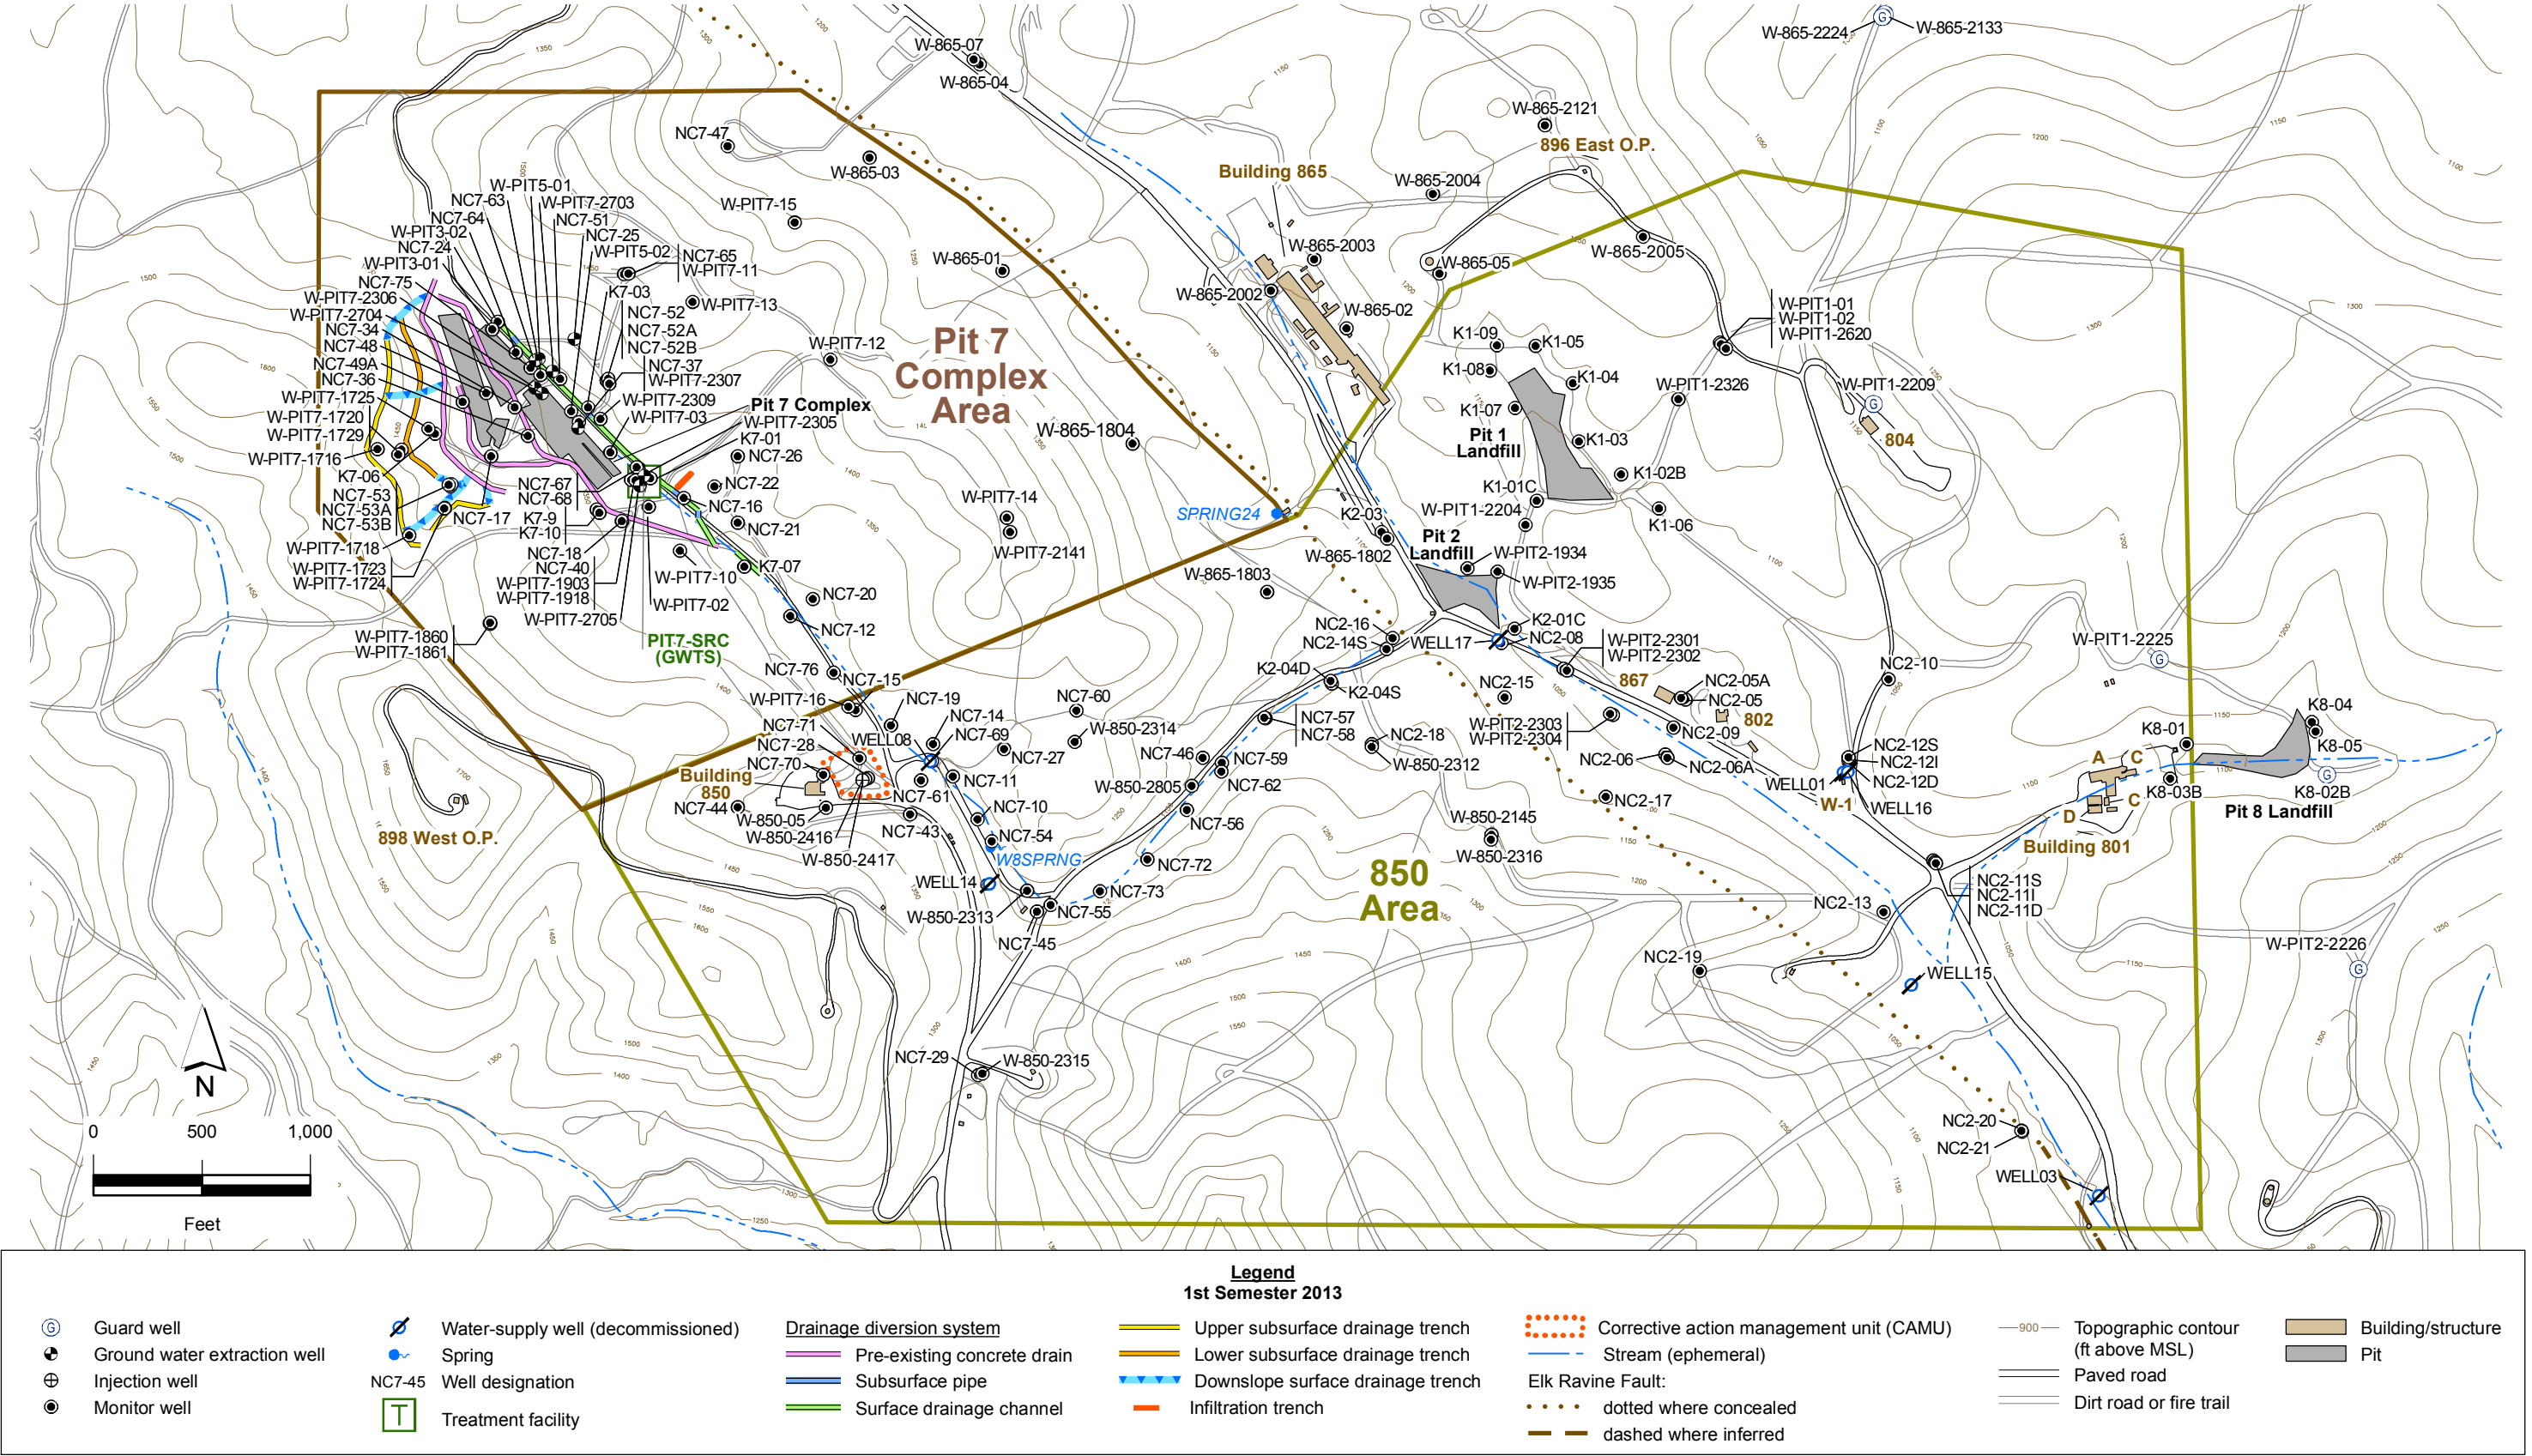 W-865-07
W-865-04
W-865-2224
W-865-2133
W-865-2121
896 East O.P.
NC7-47
W-865-03
Building 865
W-865-2004
W-PIT5-01
NC7-63
W-PIT7-2703
NC7-64
NC7-51
W-PIT3-02
NC7-25
NC7-24
W-PIT5-02
W-PIT3-01
NC7-65
W-PIT7-11
W-PIT7-15
W-865-01
W-865-2003
W-865-2005
W-865-05
W-865-2002
W-865-02
NC7-75
W-PIT7-2306
W-PIT7-2704
NC7-34
NC7-48
NC7-49A
NC7-36
W-PIT7-1725
W-PIT7-1720
W-PIT7-1729
W-PIT7-1716
K7-06
NC7-53
NC7-53A
NC7-53B
K7-03
W-PIT7-13
NC7-52
NC7-52A
NC7-52B
NC7-37
W-PIT7-2307
W-PIT7-2309
W-PIT7-03
W-PIT7-12
Pit 7
Complex
Area
Pit 7 Complex
W-PIT7-2305
K7-01
NC7-26
NC7-22
NC7-16
NC7-21
W-865-1804
K1-09
K1-05
K1-08
K1-04
K1-07
Pit 1
Landfill
K1-03
K1-02B
K1-01C
W-PIT1-2204
K1-06
W-PIT1-01
W-PIT1-02
W-PIT1-2620
W-PIT1-2326
W-PIT1-2209
804
NC7-17
NC7-67
NC7-68
K7-9
K7-10
W-PIT7-1718
W-PIT7-1723
W-PIT7-1724
NC7-18
NC7-40
W-PIT7-1903
W-PIT7-1918
W-PIT7-2705
W-PIT7-10
W-PIT7-02
K7-07
W-PIT7-14
W-PIT7-2141
SPRING24
K2-03
W-865-1802
Pit 2
Landfill
W-PIT2-1934
W-PIT2-1935
W-865-1803
W-PIT7-1860
W-PIT7-1861
PIT7-SRC
(GWTS)
NC7-20
NC7-12
NC7-76
NC7-15
W-PIT7-16
NC7-19
NC7-14
NC7-69
NC7-71
WELL08
NC7-28
NC7-70
Building
850
NC7-44
W-850-05
W-850-2416
W-850-2417
NC7-43
NC7-61
NC7-11
NC7-10
NC7-54
W8SPRNG
WELL14
W-850-2313
NC7-55
NC7-45
NC7-60
W-850-2314
NC7-27
NC2-16
NC2-14S
WELL17
K2-01C
NC2-08
W-PIT2-2301
W-PIT2-2302
K2-04D
K2-04S
NC2-15
867
NC2-05A
NC2-05
802
NC7-57
NC7-58
NC2-18
W-850-2312
W-PIT2-2303
W-PIT2-2304
NC2-09
NC2-06
NC2-06A
NC7-46
NC7-59
W-850-2805
NC7-62
NC7-56
NC2-17
NC7-72
NC7-73
W-850-2145
W-850-2316
850
Area
898 West O.P.
W-PIT1-2225
NC2-10
NC2-12S
NC2-12I
NC2-12D
WELL01
W-1
WELL16
K8-01
K8-04
K8-05
K8-02B
K8-03B
Pit 8 Landfill
A
C
C
D
Building 801
NC2-11S
NC2-11I
NC2-11D
NC2-13
NC2-19
WELL15
W-PIT2-2226
NC7-29
W-850-2315
NC2-20
NC2-21
WELL03
N
0 500 1,000
Feet
Legend
1st Semester 2013
Guard well
Ground water extraction well
Injection well
Monitor well
Water-supply well (decommissioned)
Spring
NC7-45 Well designation
T Treatment facility
Drainage diversion system
Pre-existing concrete drain
Subsurface pipe
Surface drainage channel
Upper subsurface drainage trench
Lower subsurface drainage trench
Downslope surface drainage trench
Infiltration trench
Corrective action management unit (CAMU)
Stream (ephemeral)
Elk Ravine Fault:
dotted where concealed
dashed where inferred
900 Topographic contour
(ft above MSL)
Paved road
Dirt road or fire trail
Building/structure
Pit